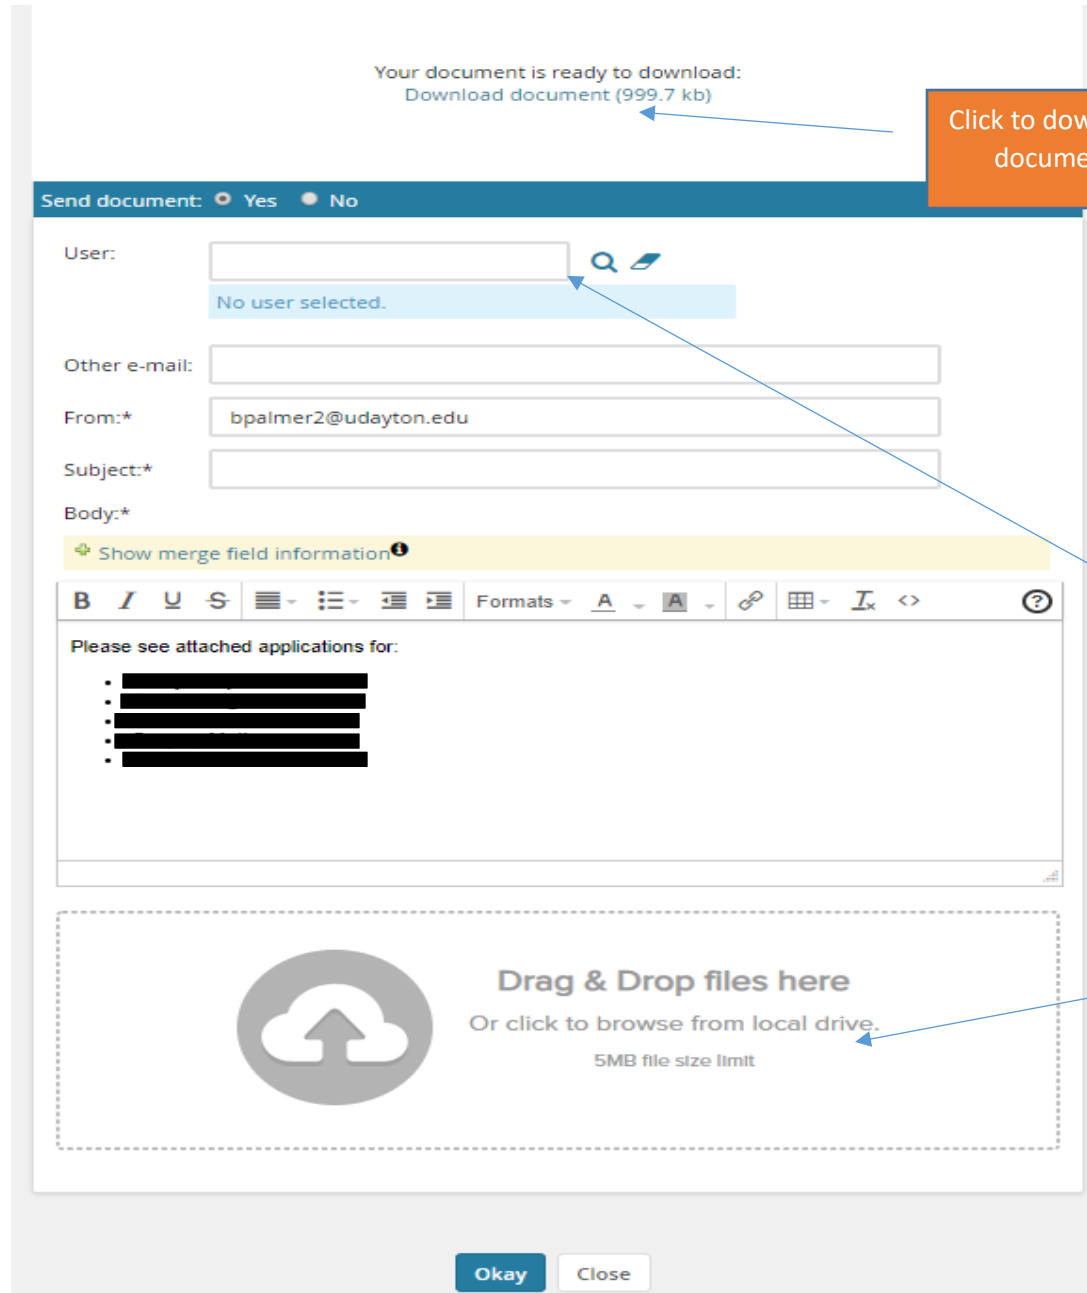 Your document is ready to download:
Download document (999.7 kb)
Click to
Send document: Yes No
User:
No user selected.
Other e-mail:
From:* bpalmer2@udayton.edu
Subject:*
Body:*
Show merge field information
B I U S Formats A A Ix <> ?
Please see attached applications for:
Drag & Drop files here
Or click to browse from local drive.
5MB file size limit
Okay Close